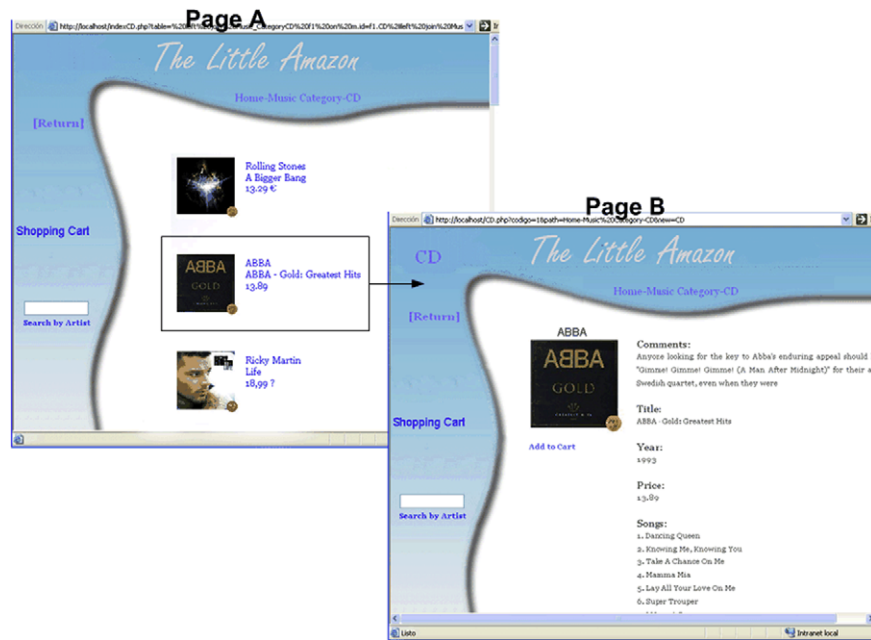 Page A
Dirección http://localhost/indexCD.php?table=
The Little Amazon
Home-Music Category-CD
[Return]
Rolling Stones
A Bigger Bang
13.29 €
Shopping Cart
ABBA
ABBA - Gold: Greatest Hits
13.89
ABBA
GOLD
Search by Artist
Ricky Martin
Life
18,99 ?
Page B
Dirección http://localhost/CD.php?codigo=1&path=Home-Music% Category-CD&new=CD
CD
The Little Amazon
Home-Music Category-CD
[Return]
ABBA
ABBA
GOLD
Add to Cart
Comments:
Anyone looking for the key to Abba's enduring appeal should
"Gimme! Gimme! Gimme! (A Man After Midnight)" for their a
Swedish quartet, even when they were
Title:
ABBA - Gold: Greatest Hits
Shopping Cart
Year:
1993
Price:
13.89
Search by Artist
Songs:
1. Dancing Queen
2. Knowing Me, Knowing You
3. Take A Chance On Me
4. Mamma Mia
5. Lay All Your Love On Me
6. Super Trouper
Listo
Intranet local